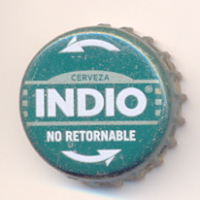 CERVEZA
INDIO®
NO RETORNABLE